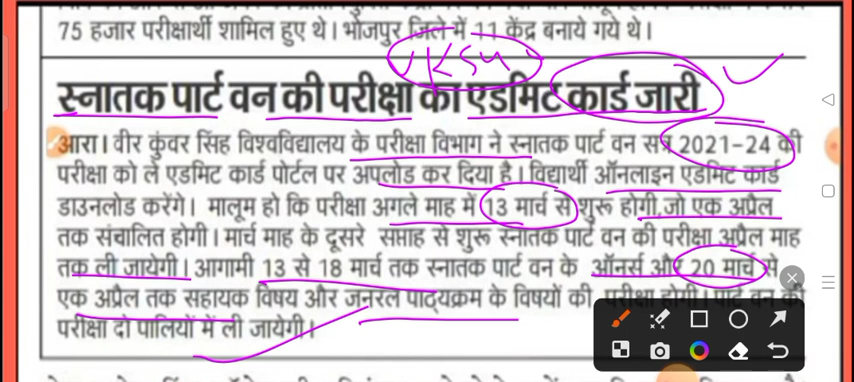 75 हजार परीक्षार्थी शामिल हुए थे। भोजपुर जिले में 11 केंद्र बनाये गये थे।
VKSU
स्नातक पार्ट वन की परीक्षा का एडमिट कार्ड जारी
आरा। वीर कुंवर सिंह विश्वविद्यालय के परीक्षा विभाग ने स्नातक पार्ट वन सत्र 2021-24 की
परीक्षा को ले एडमिट कार्ड पोर्टल पर अपलोड कर दिया है। विद्यार्थी ऑनलाइन एडमिट कार्ड
डाउनलोड करेंगे। मालूम हो कि परीक्षा अगले माह में 13 मार्च से शुरू होगी,जो एक अप्रैल
तक संचालित होगी। मार्च माह के दूसरे सप्ताह से शुरू स्नातक पार्ट वन की परीक्षा अप्रैल माह
तक ली जायेगी। आगामी 13 से 18 मार्च तक स्नातक पार्ट वन के ऑनर्स और 20 मार्च से
एक अप्रैल तक सहायक विषय और जनरल पाठ्यक्रम के विषयों की परीक्षा होगी। पार्ट वन की
परीक्षा दो पालियों में ली जायेगी।